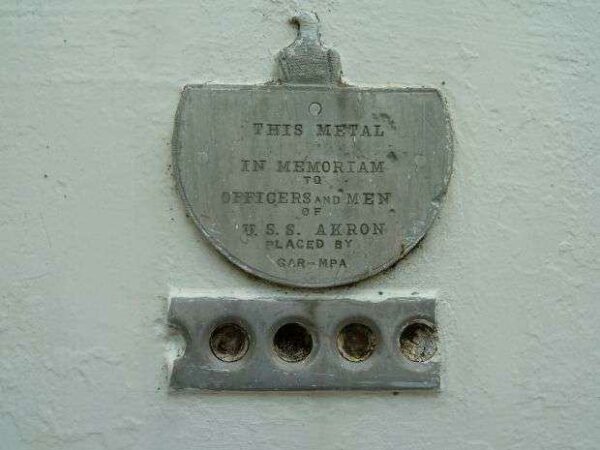 THIS METAL
IN MEMORIAM
TO
OFFICERS AND MEN
OF
U.S.S. AKRON
PLACED BY
GAR-MPA